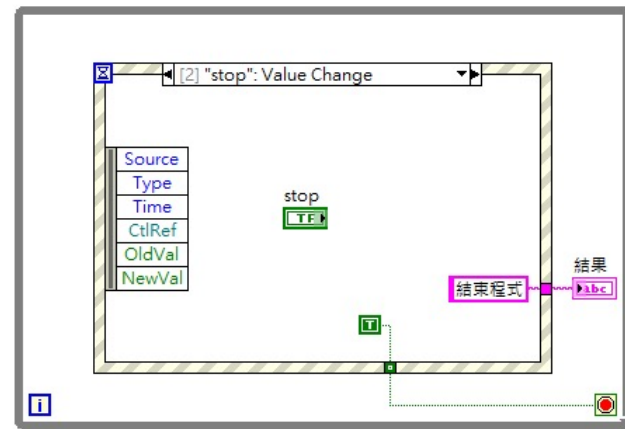 [2] "stop": Value Change
Source
Type
Time
CtlRef
OldVal
NewVal
stop
TF
結果
結束程式
abc
T
i